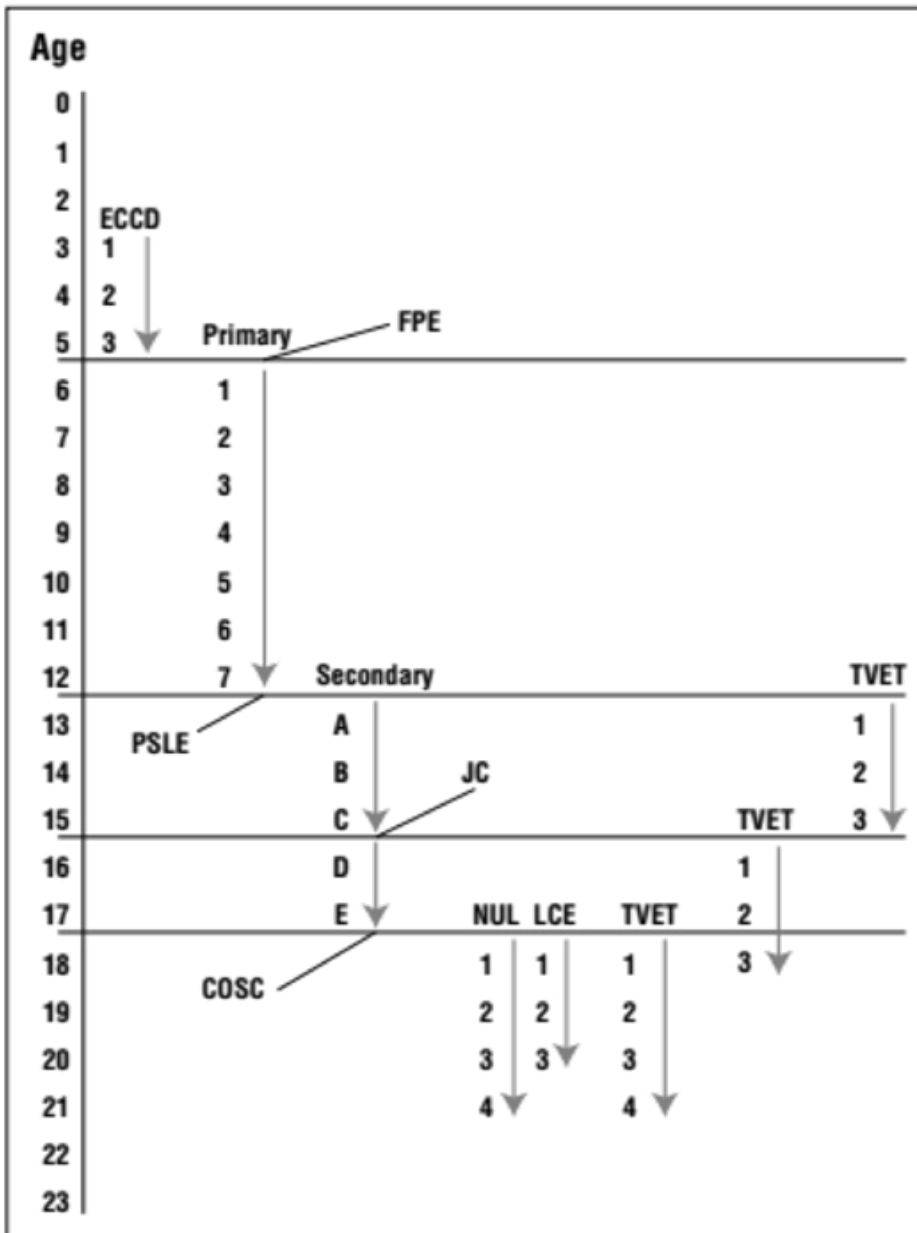 Age
0
1
2
ECCD
3 1
4 2
FPE
5 3 Primary
6 1
7 2
8 3
9 4
10 5
11 6
12 7 Secondary TVET
13 A 1
PSLE
14 B JC 2
15 C TVET 3
16 D 1
17 E NUL LCE TVET 2
18 1 1 1 3
COSC
19 2 2 2
20 3 3 3
21 4 4
22
23